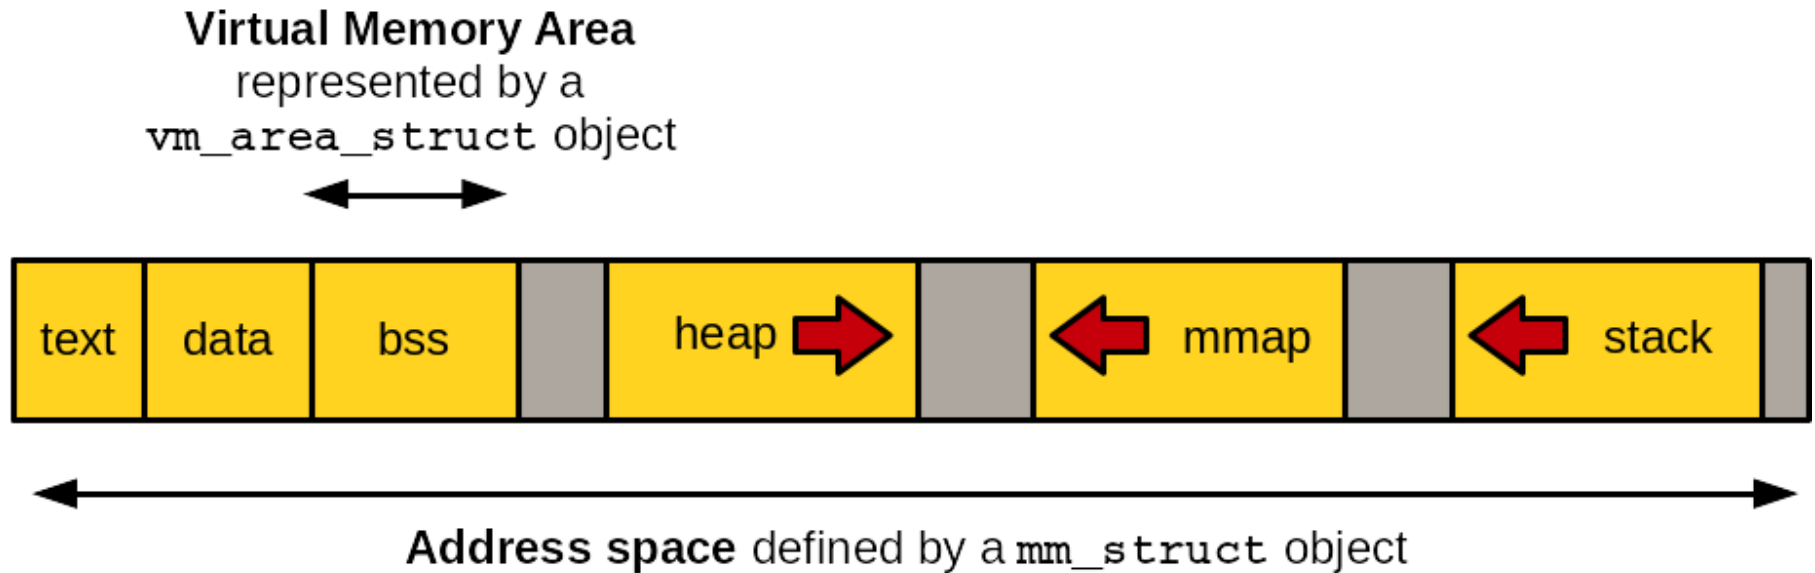 Virtual Memory Area
represented by a
vm_area_struct object
text data bss heap mmap stack
Address space defined by a mm_struct object